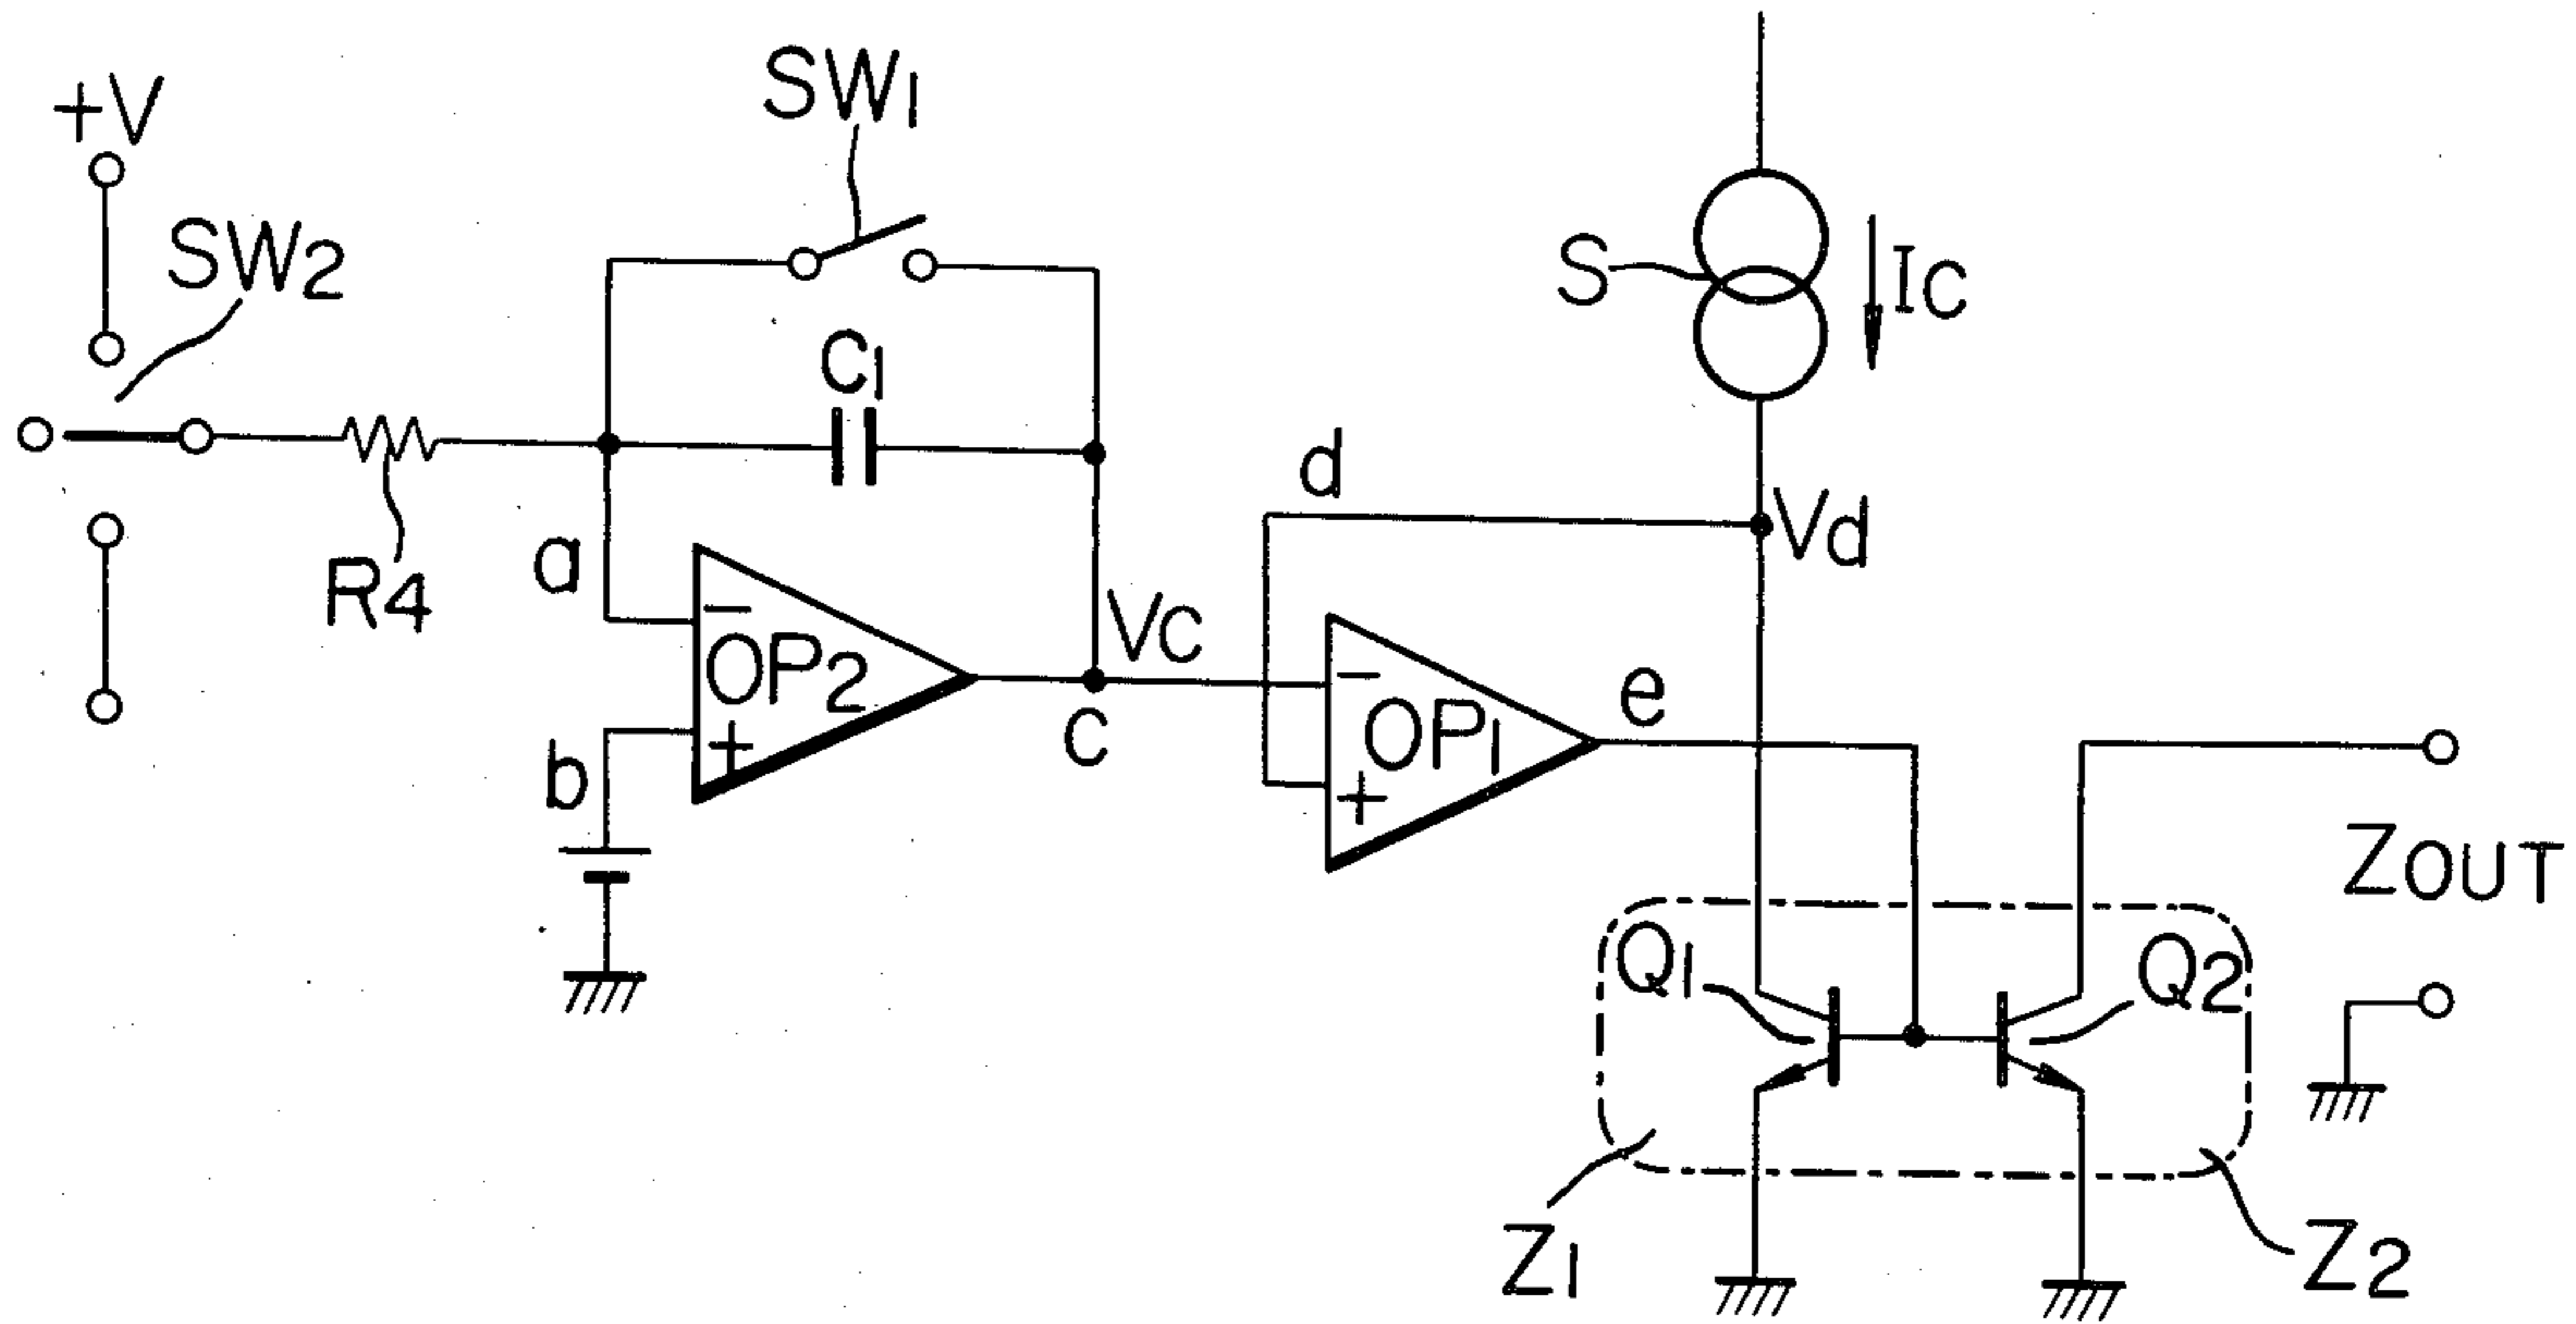 +V
SW2
SW1
C1
R4
a
b
−
OP2
+
VC
c
d
−
OP1
+
e
S
IC
Vd
Q1
Q2
Z1
Z2
ZOUT